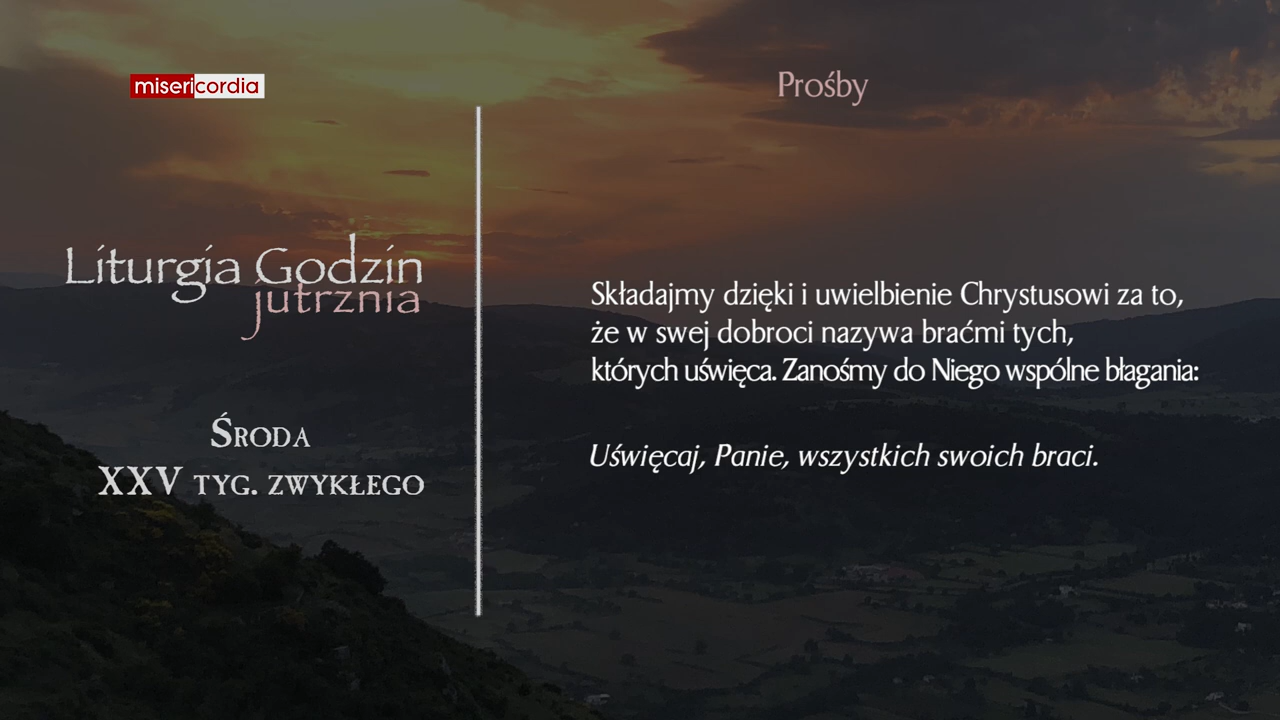 misericordia
Liturgia Godzin
jutrznia
Środa
XXV tyg. zwykłego
Prośby
Składajmy dzięki i uwielbienie Chrystusowi za to,
że w swej dobroci nazywa braćmi tych,
których uświęca. Zanośmy do Niego wspólne błagania:
Uświęcaj, Panie, wszystkich swoich braci.